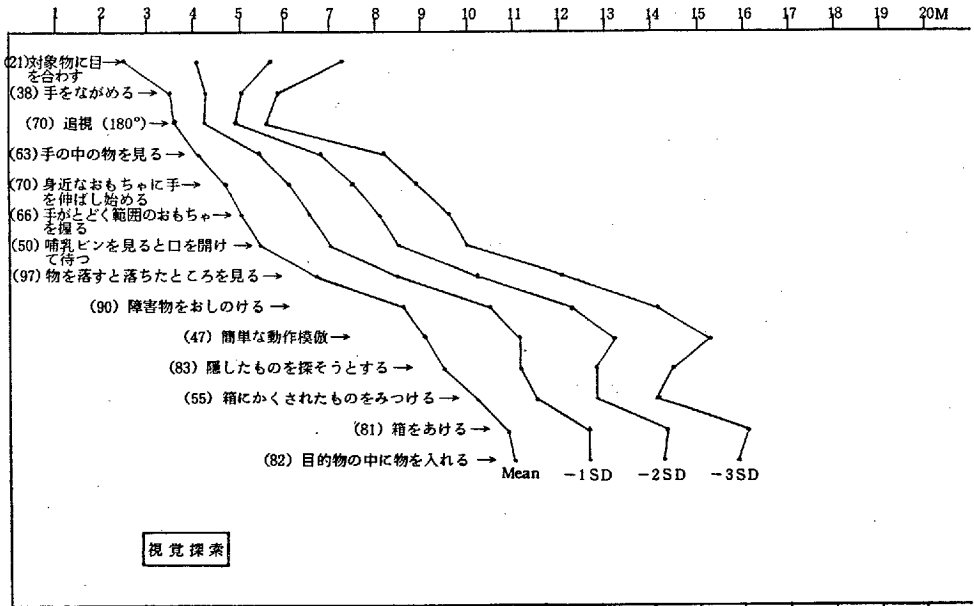 1 2 3 4 5 6 7 8 9 10 11 12 13 14 15 16 17 18 19 20M
(21)対象物に目
を合わす
(38) 手をながめる→
(70) 追視 (180°)→
(63)手の中の物を見る→
(70) 身近なおもちゃに手→
を伸ばし始める
(66) 手がとどく範囲のおもちゃ→
を握る
(50) 哺乳ビンを見ると口を開け→
て待つ
(97) 物を落すと落ちたところを見る→
(90) 障害物をおしのける→
(47) 簡単な動作模倣→
(83) 隠したものを探そうとする→
(55) 箱にかくされたものをみつける→
(81) 箱をあける→
(82) 目的物の中に物を入れる→
Mean -1SD -2SD -3SD
視覚探索